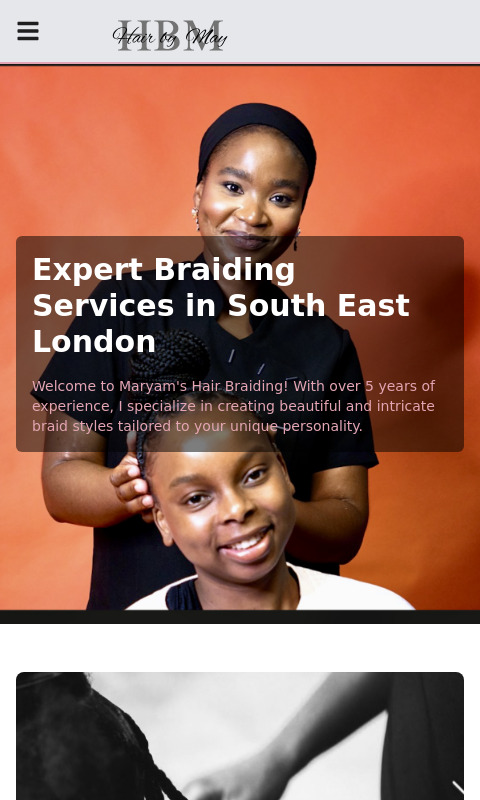 HBM
Hair by May
Expert Braiding
Services in South East
London
Welcome to Maryam's Hair Braiding! With over 5 years of
experience, I specialize in creating beautiful and intricate
braid styles tailored to your unique personality.